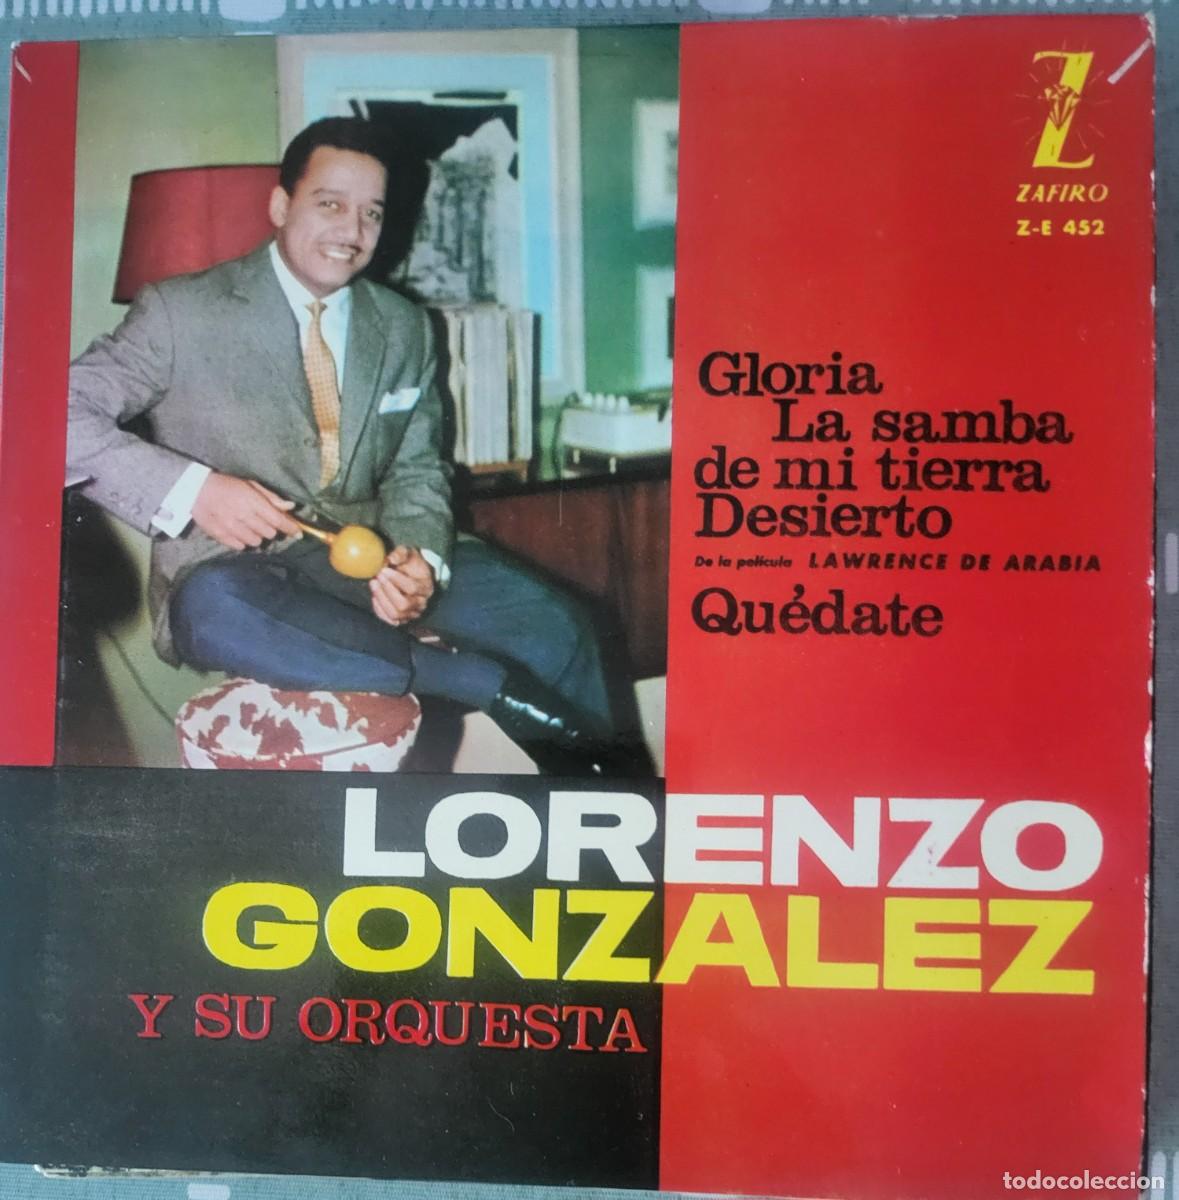 ZAFIRO
Z-E 452
Gloria
La samba
de mi tierra
Desierto
De la película LAWRENCE DE ARABIA
Quédate
LORENZO
GONZALEZ
Y SU ORQUESTA
todocoleccion